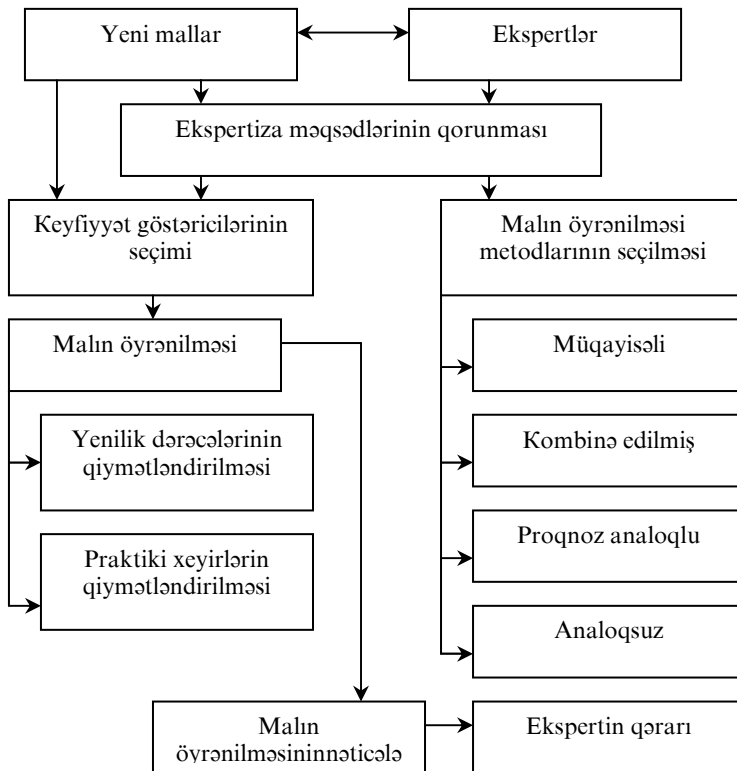 Yeni mallar
Ekspertlər
Ekspertiza məqsədlərinin qorunması
Keyfiyyət göstəricilərinin
seçimi
Malın öyrənilməsi
metodlarının seçilməsi
Malın öyrənilməsi
Müqayisəli
Yenilik dərəcələrinin
qiymətləndirilməsi
Kombinə edilmiş
Praktiki xeyirlərin
qiymətləndirilməsi
Proqnoz analoqlu
Analoqsuz
Malın
öyrənilməsininnəticələ
Ekspertin qərarı